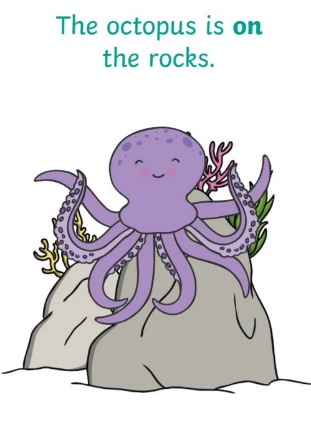 The octopus is on
the rocks.